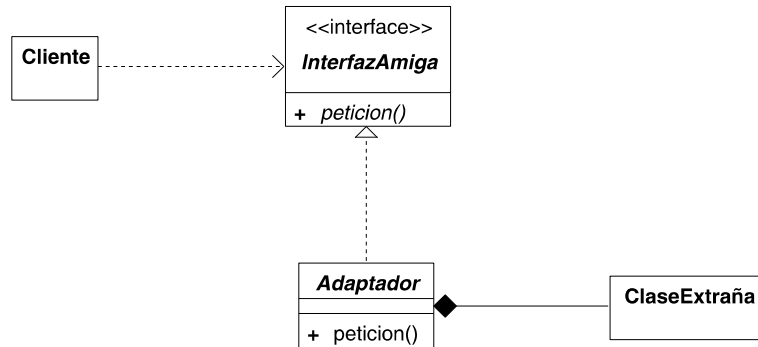 Cliente
<<interface>>
InterfazAmiga
+ peticion()
Adaptador
+ peticion()
ClaseExtraña